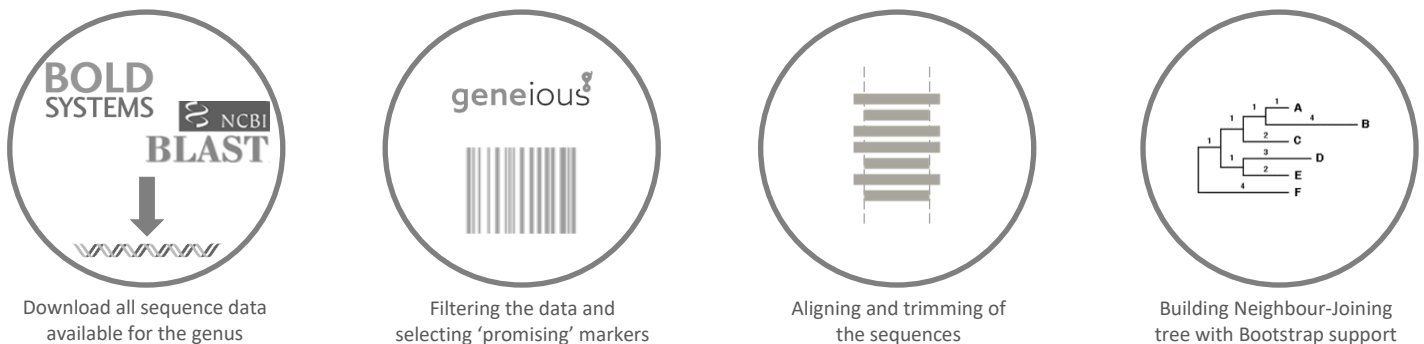 BOLD
SYSTEMS
NCBI
BLAST
Download all sequence data
available for the genus
geneious
Filtering the data and
selecting ‘promising’ markers
Aligning and trimming of
the sequences
1
A
1
4
B
1
2
C
1
3
D
1
2
E
4
F
Building Neighbour-Joining
tree with Bootstrap support